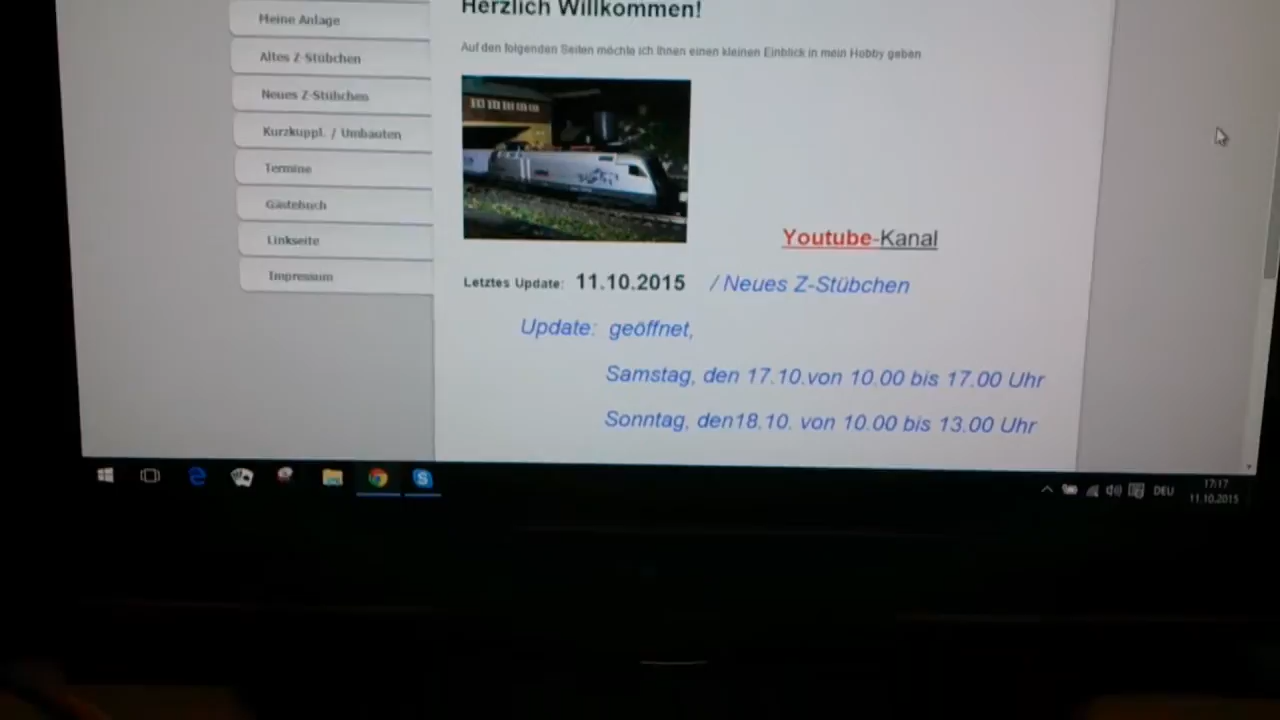 Herzlich Willkommen!
Meine Anlage
Altes Z-Stübchen
Neues Z-Stübchen
Kurzkuppl. / Umbauten
Termine
Gästebuch
Linkseite
Impressum
Auf den folgenden Seiten möchte ich Ihnen einen kleinen Einblick in mein Hobby geben
Youtube-Kanal
Letztes Update: 11.10.2015 / Neues Z-Stübchen
Update: geöffnet,
Samstag, den 17.10.von 10.00 bis 17.00 Uhr
Sonntag, den18.10. von 10.00 bis 13.00 Uhr
DEU
17:17
11.10.2015